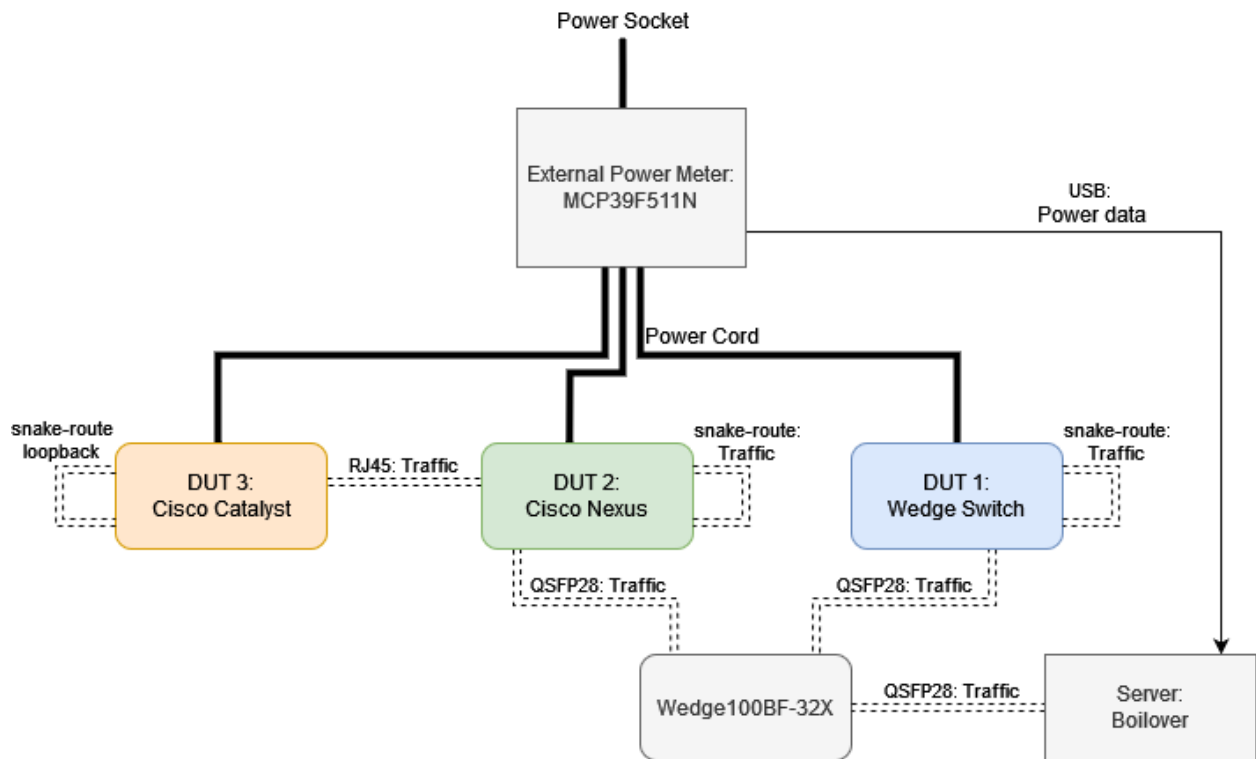 Power Socket
External Power Meter:
MCP39F511N
USB:
Power data
Power Cord
snake-route
loopback
DUT 3:
Cisco Catalyst
RJ45: Traffic
DUT 2:
Cisco Nexus
snake-route:
Traffic
DUT 1:
Wedge Switch
snake-route:
Traffic
QSFP28: Traffic
QSFP28: Traffic
Wedge100BF-32X
QSFP28: Traffic
Server:
Boilover